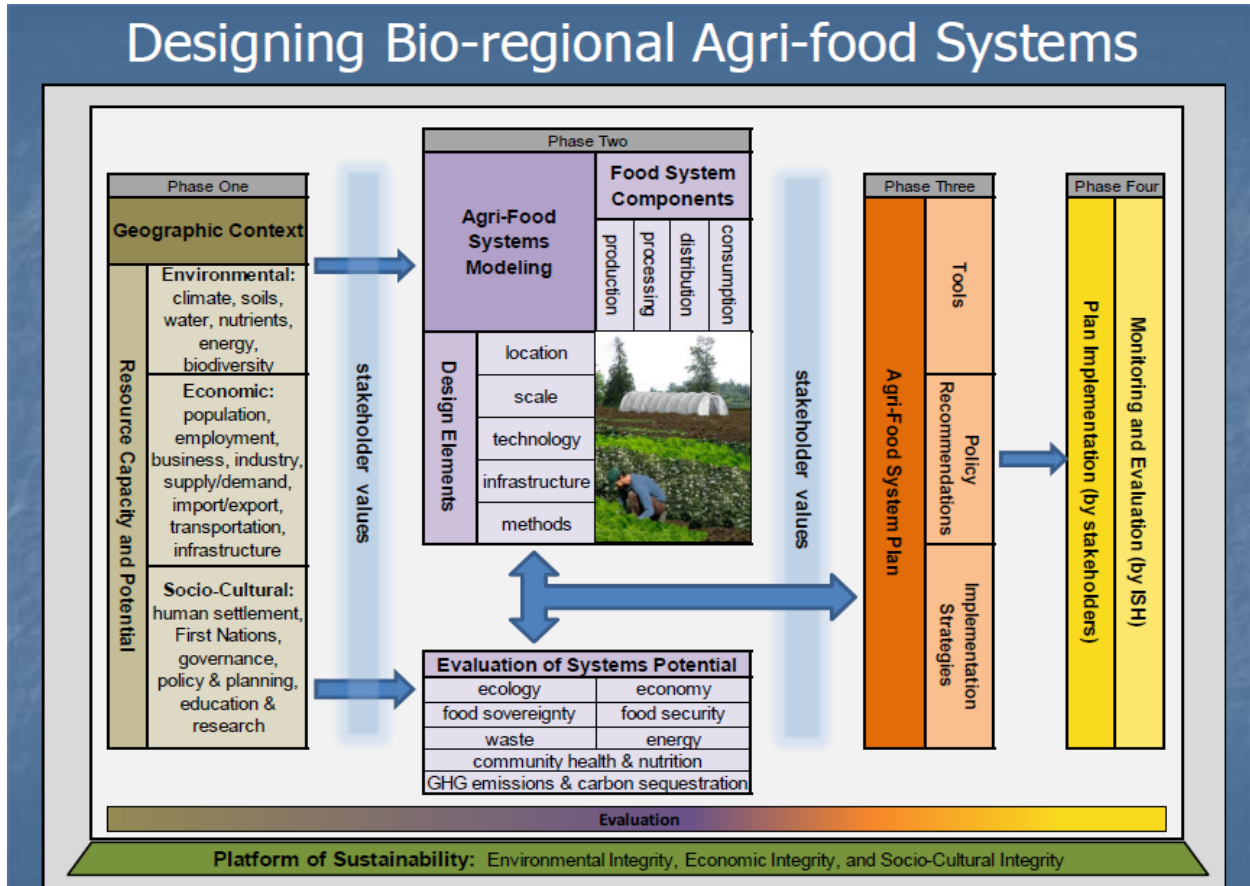 Designing Bio-regional Agri-food Systems
Phase One
Geographic Context
Resource Capacity and Potential
Environmental:
climate, soils,
water, nutrients,
energy,
biodiversity
Economic:
population,
employment,
business, industry,
supply/demand,
import/export,
transportation,
infrastructure
Socio-Cultural:
human settlement,
First Nations,
governance,
policy & planning,
education &
research
stakeholder values
Phase Two
Agri-Food
Systems
Modeling
Food System
Components
production
processing
distribution
consumption
Design Elements
location
scale
technology
infrastructure
methods
Evaluation of Systems Potential
ecology
economy
food sovereignty
food security
waste
energy
community health & nutrition
GHG emissions & carbon sequestration
stakeholder values
Phase Three
Agri-Food System Plan
Tools
Policy
Recommendations
Implementation
Strategies
Phase Four
Plan Implementation (by stakeholders)
Monitoring and Evaluation (by ISH)
Evaluation
Platform of Sustainability: Environmental Integrity, Economic Integrity, and Socio-Cultural Integrity